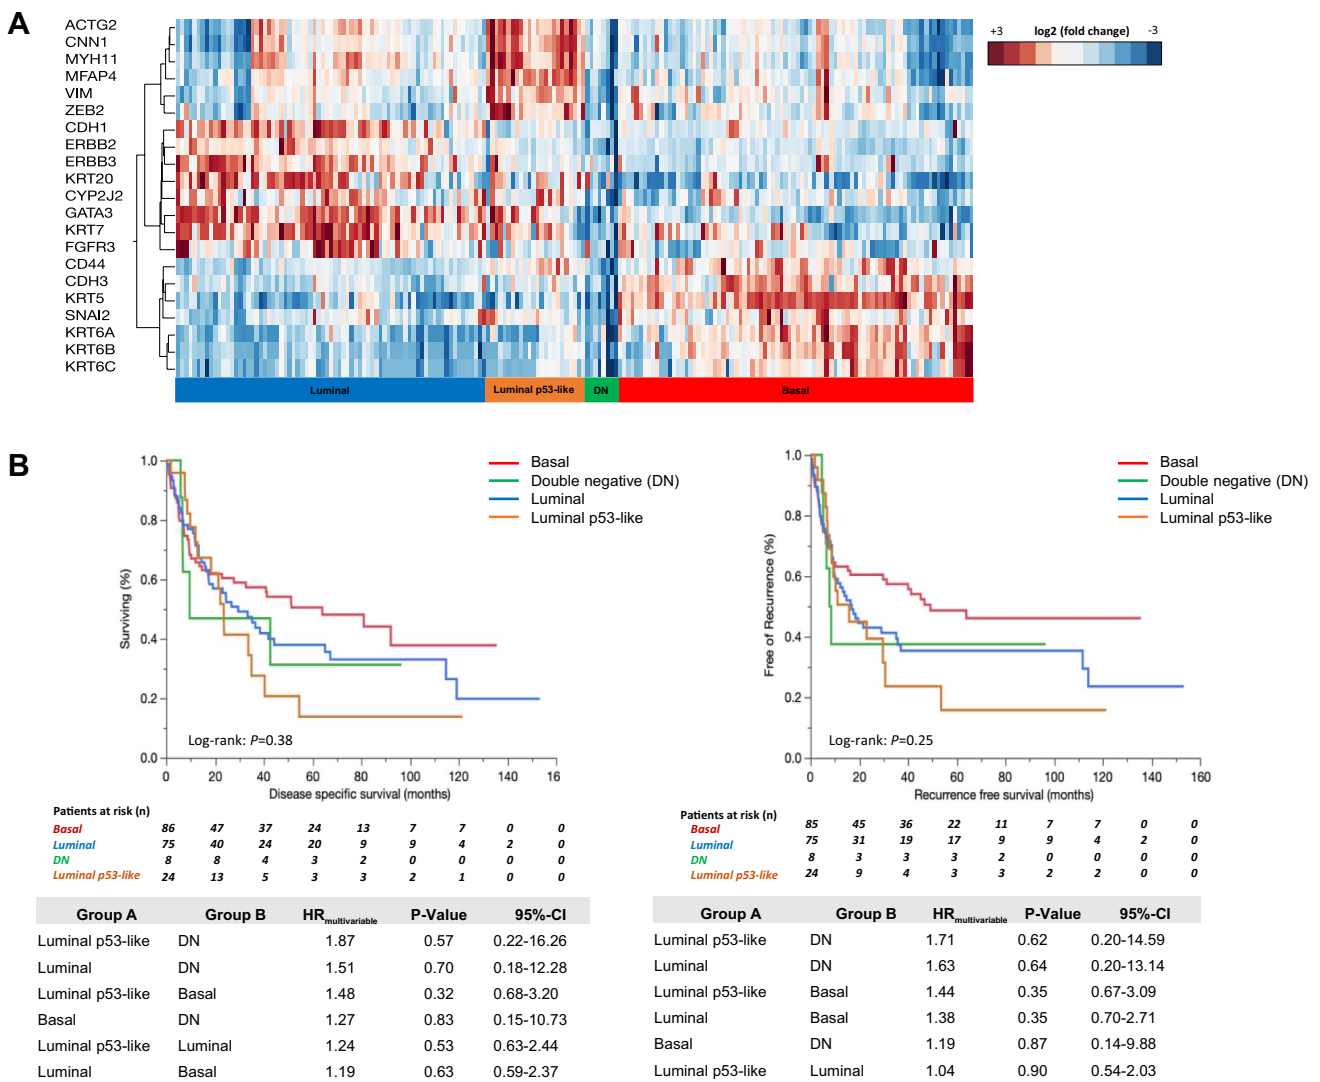 A
ACTG2
CNN1
MYH11
MFAP4
VIM
ZEB2
CDH1
ERBB2
ERBB3
KRT20
CYP2J2
GATA3
KRT7
FGFR3
CD44
CDH3
KRT5
SNAI2
KRT6A
KRT6B
KRT6C
+3 log2 (fold change) -3
Luminal Luminal p53-like DN Basal
B
Basal
Double negative (DN)
Luminal
Luminal p53-like
Surviving (%)
1.0
0.8
0.6
0.4
0.2
0.0
Log-rank: P=0.38
0 20 40 60 80 100 120 140 16
Disease specific survival (months)
Patients at risk (n)
Basal 86 47 37 24 13 7 7 0 0
Luminal 75 40 24 20 9 9 4 2 0
DN 8 8 4 3 2 0 0 0 0
Luminal p53-like 24 13 5 3 3 2 1 0 0
Group A Group B HRmultivariable P-Value 95%-CI
Luminal p53-like DN 1.87 0.57 0.22-16.26
Luminal DN 1.51 0.70 0.18-12.28
Luminal p53-like Basal 1.48 0.32 0.68-3.20
Basal DN 1.27 0.83 0.15-10.73
Luminal p53-like Luminal 1.24 0.53 0.63-2.44
Luminal Basal 1.19 0.63 0.59-2.37
Basal
Double negative (DN)
Luminal
Luminal p53-like
Free of Recurrence (%)
1.0
0.8
0.6
0.4
0.2
0.0
Log-rank: P=0.25
0 20 40 60 80 100 120 140 160
Recurrence free survival (months)
Patients at risk (n)
Basal 85 45 36 22 11 7 7 0 0
Luminal 75 31 19 17 9 9 4 2 0
DN 8 3 3 3 2 0 0 0 0
Luminal p53-like 24 9 4 3 3 2 2 0 0
Group A Group B HRmultivariable P-Value 95%-CI
Luminal p53-like DN 1.71 0.62 0.20-14.59
Luminal DN 1.63 0.64 0.20-13.14
Luminal p53-like Basal 1.44 0.35 0.67-3.09
Luminal Basal 1.38 0.35 0.70-2.71
Basal DN 1.19 0.87 0.14-9.88
Luminal p53-like Luminal 1.04 0.90 0.54-2.03